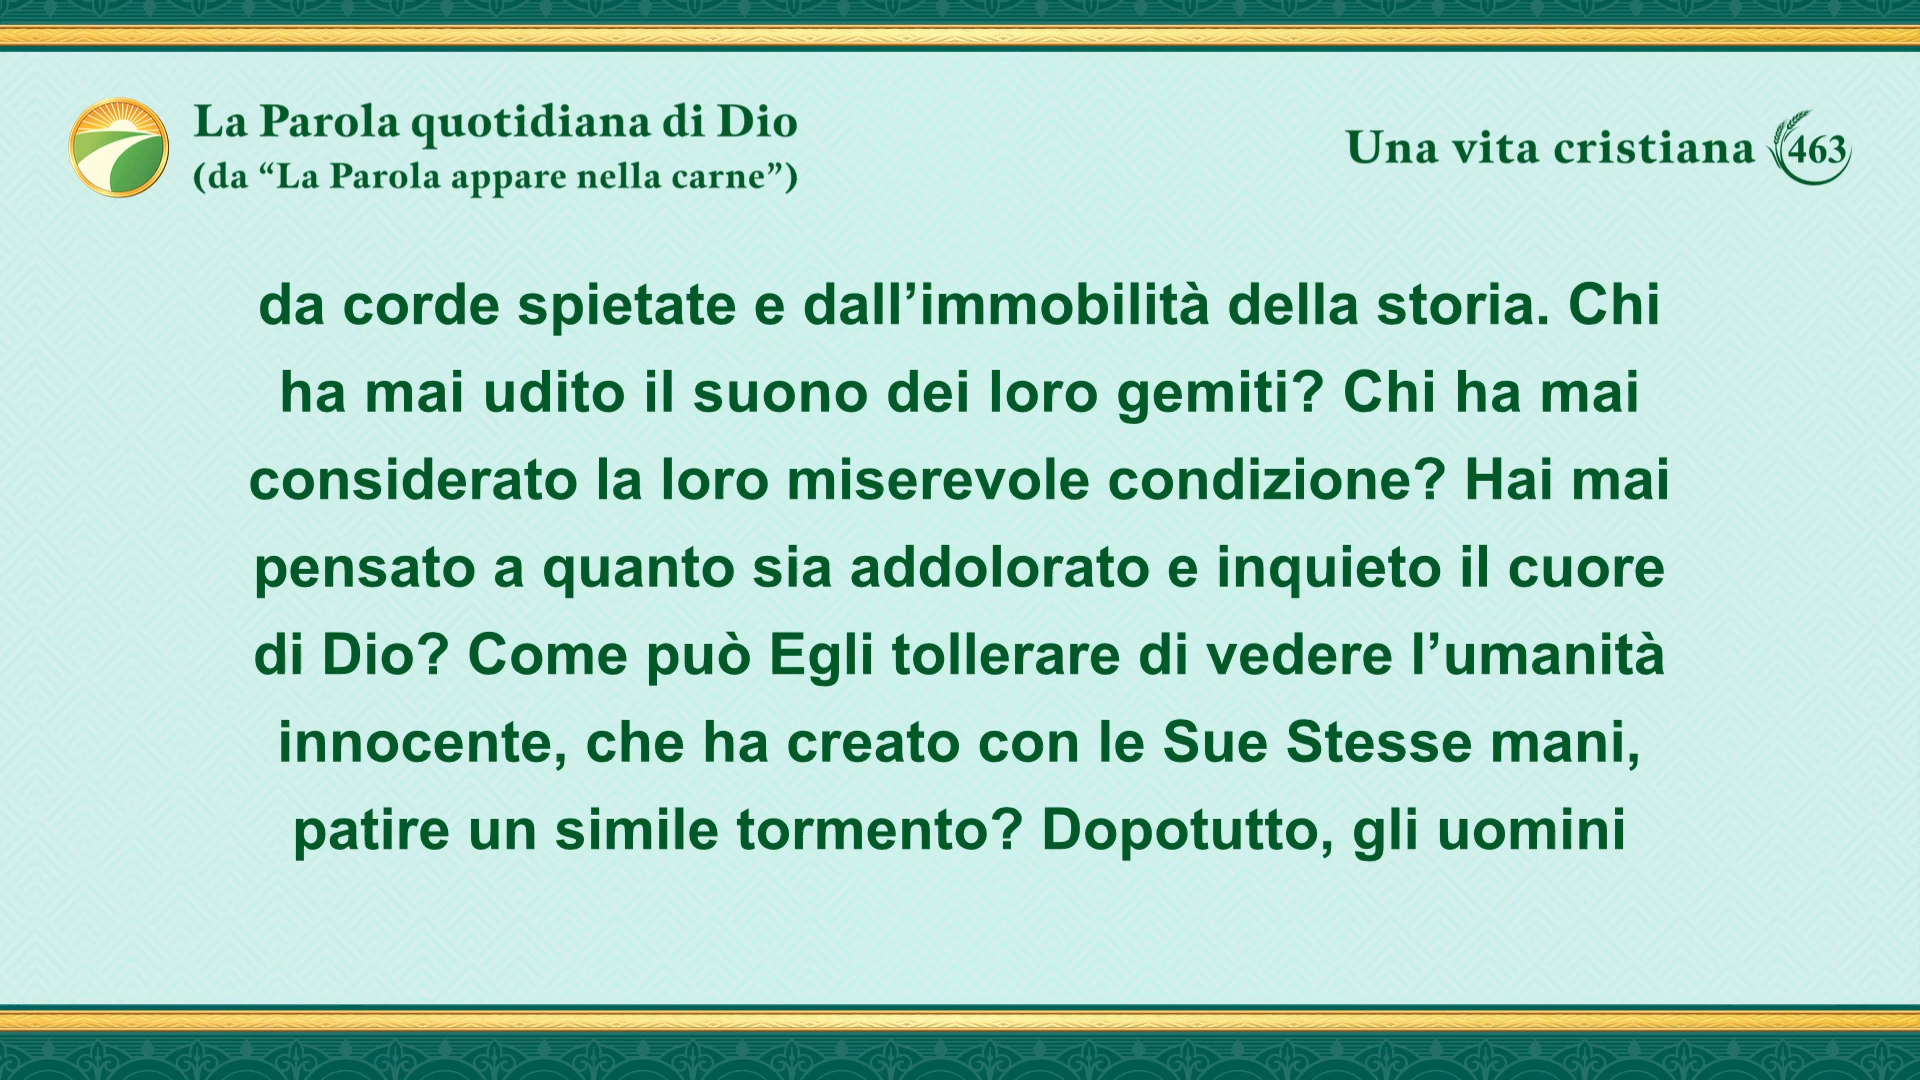 La Parola quotidiana di Dio
(da “La Parola appare nella carne”)
Una vita cristiana 463
da corde spietate e dall’immobilità della storia. Chi
ha mai udito il suono dei loro gemiti? Chi ha mai
considerato la loro miserevole condizione? Hai mai
pensato a quanto sia addolorato e inquieto il cuore
di Dio? Come può Egli tollerare di vedere l’umanità
innocente, che ha creato con le Sue Stesse mani,
patire un simile tormento? Dopotutto, gli uomini